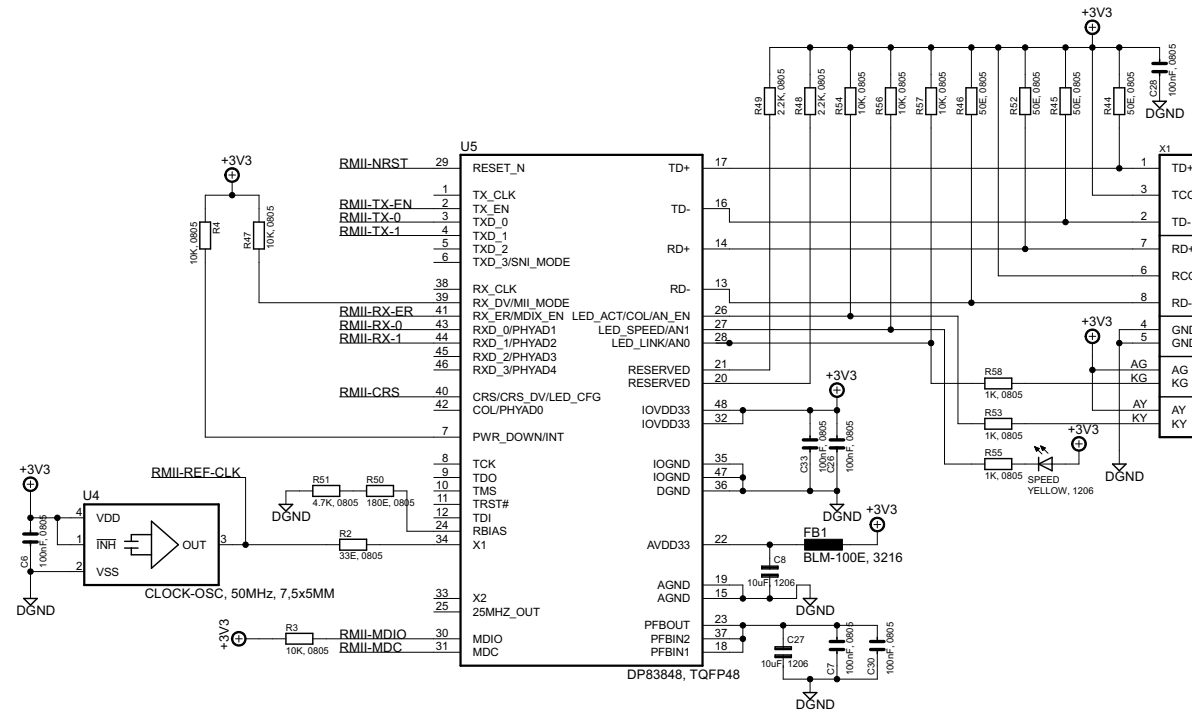 +3V3
R49
2.2K, 0805
R48
2.2K, 0805
R54
10K, 0805
R56
10K, 0805
R57
10K, 0805
R46
50E, 0805
R52
50E, 0805
R45
50E, 0805
R44
50E, 0805
C28
100nF, 0805
DGND
U5
X1
RMII-NRST 29 RESET_N TD+ 17 1 TD+
3 TCC
+3V3
R4
10K, 0805
R47
10K, 0805
1 TX_CLK
RMII-TX-EN 2 TX_EN
RMII-TX-0 3 TXD_0 TD- 16 2 TD-
RMII-TX-1 4 TXD_1
5 TXD_2 RD+ 14 7 RD+
6 TXD_3/SNI_MODE
6 RCC
38 RX_CLK RD- 13 8 RD-
39 RX_DV/MII_MODE
RMII-RX-ER 41 RX_ER/MDIX_EN LED_ACT/COL/AN_EN 26
RMII-RX-0 43 RXD_0/PHYAD1 LED_SPEED/AN1 27
RMII-RX-1 44 RXD_1/PHYAD2 LED_LINK/AN0 28
45 RXD_2/PHYAD3
46 RXD_3/PHYAD4
4 GND
5 GND
+3V3
RESERVED 21
RESERVED 20
AG AG
KG KG
R58
1K, 0805
RMII-CRS 40 CRS/CRS_DV/LED_CFG
42 COL/PHYAD0
AY AY
KY KY
R53
1K, 0805
+3V3
IOVDD33 48
IOVDD33 32
7 PWR_DOWN/INT
C33
100nF, 0805
C26
100nF, 0805
+3V3
R55
1K, 0805
SPEED
YELLOW, 1206
DGND
8 TCK
9 TDO
10 TMS
11 TRST#
12 TDI
24 RBIAS
34 X1
IOGND 35
IOGND 47
DGND 36
DGND
RMII-REF-CLK
R51
4.7K, 0805
R50
180E, 0805
DGND
R2
33E, 0805
+3V3
U4
4 VDD
1 INH
2 VSS
OUT 3
C6
100nF, 0805
DGND
CLOCK-OSC, 50MHz, 7,5x5MM
+3V3
AVDD33 22
FB1
BLM-100E, 3216
C8
10uF, 1206
AGND 19
AGND 15
DGND
33 X2
25 25MHZ_OUT
PFBOUT 23
PFBIN2 37
PFBIN1 18
+3V3
R3
10K, 0805
RMII-MDIO 30 MDIO
RMII-MDC 31 MDC
C27
10uF, 1206
C7
100nF, 0805
C30
100nF, 0805
DGND
DP83848, TQFP48